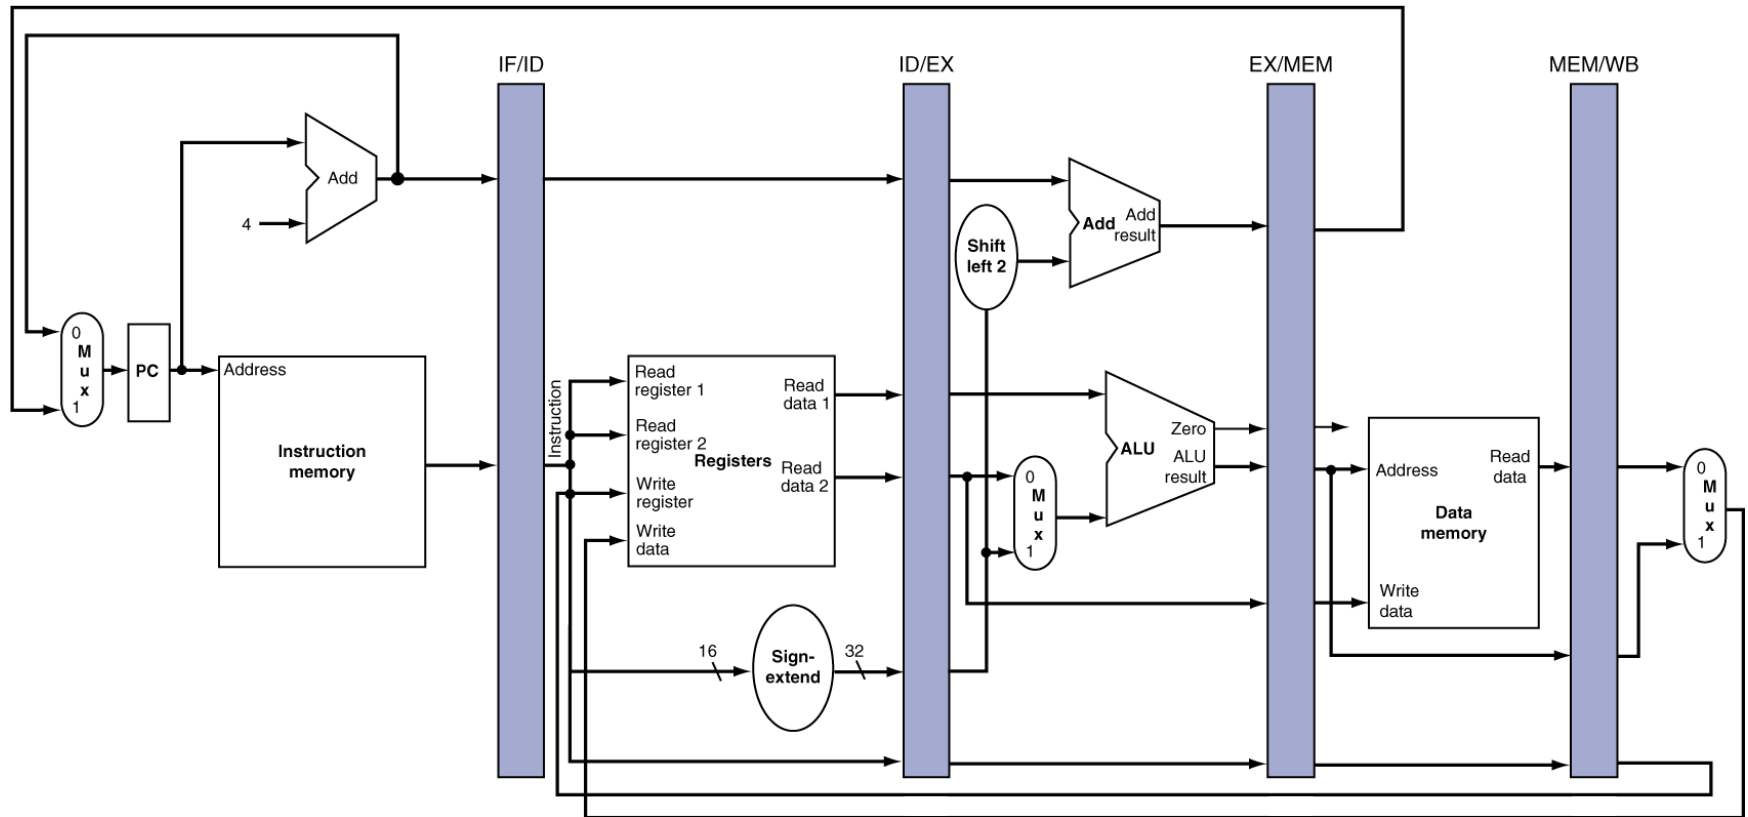 IF/ID
ID/EX
EX/MEM
MEM/WB
Add
4
Add
Add
result
Shift
left 2
0
M
u
x
1
PC
Address
Instruction
memory
Instruction
Read
register 1
Read
register 2
Write
register
Write
data
Registers
Read
data 1
Read
data 2
16
Sign-
extend
32
0
M
u
x
1
ALU
Zero
ALU
result
Address
Read
data
Data
memory
Write
data
0
M
u
x
1